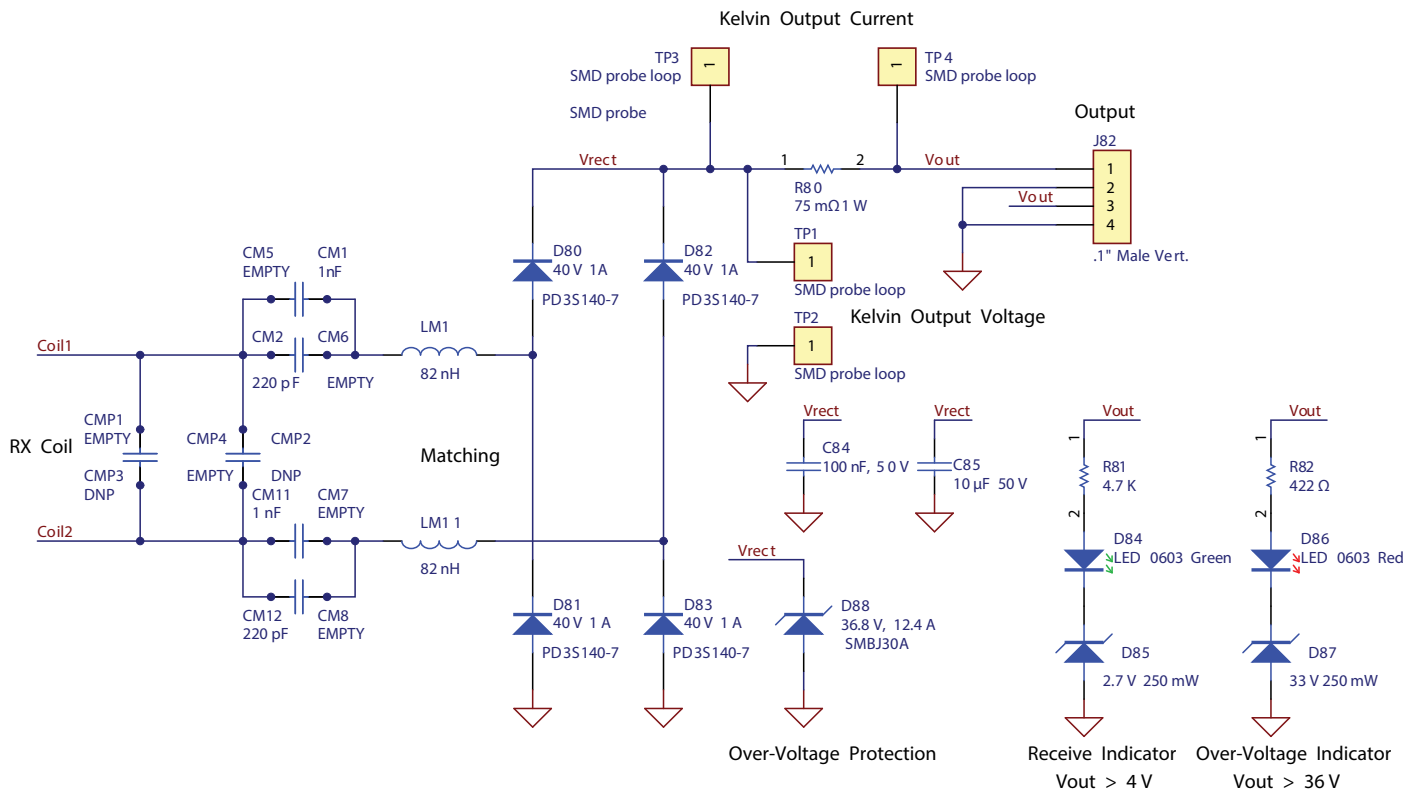 Kelvin Output Current
TP3
SMD probe loop
1
SMD probe
1
TP4
SMD probe loop
Output
J82
1
2
3
4
.1" Male Vert.
Vrect
1
2
R80
75 mΩ 1 W
Vout
Vout
TP1
1
SMD probe loop
Kelvin Output Voltage
TP2
1
SMD probe loop
D80
40 V 1 A
PD3S140-7
D82
40 V 1 A
PD3S140-7
CM5
EMPTY
CM1
1nF
CM2
220 pF
CM6
EMPTY
LM1
82 nH
Coil1
RX Coil
CMP1
EMPTY
CMP3
DNP
CMP4
EMPTY
CMP2
DNP
Matching
Coil2
CM11
1 nF
CM7
EMPTY
CM12
220 pF
CM8
EMPTY
LM1 1
82 nH
D81
40 V 1 A
PD3S140-7
D83
40 V 1 A
PD3S140-7
Vrect
C84
100 nF, 50 V
Vrect
C85
10 µF 50 V
Vrect
D88
36.8 V, 12.4 A
SMBJ30A
Over-Voltage Protection
Vout
1
R81
4.7 K
2
D84
LED 0603 Green
D85
2.7 V 250 mW
Receive Indicator
Vout > 4 V
Vout
1
R82
422 Ω
2
D86
LED 0603 Red
D87
33 V 250 mW
Over-Voltage Indicator
Vout > 36 V